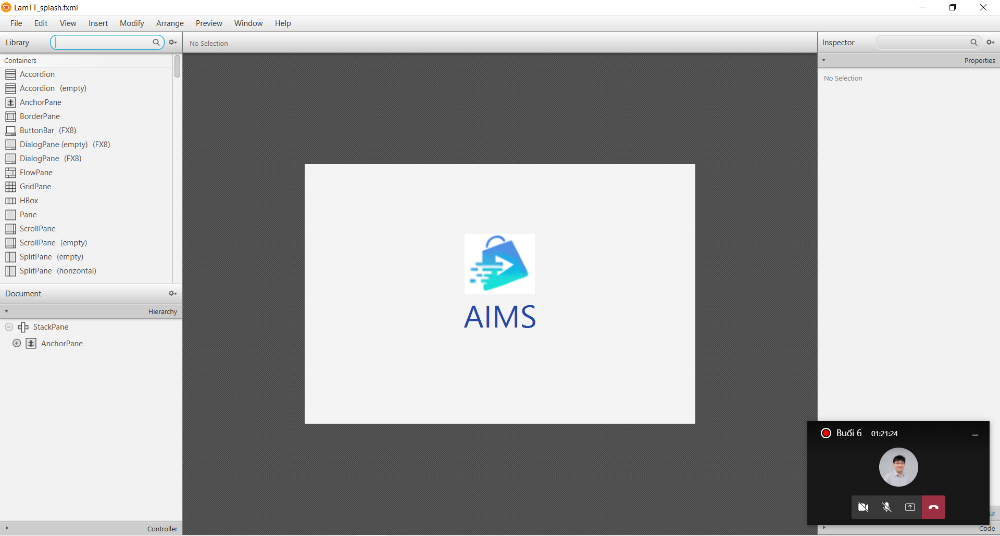 LamTT_splash.fxml
File Edit View Insert Modify Arrange Preview Window Help
Library
No Selection
Inspector
Containers
Accordion
Accordion (empty)
AnchorPane
BorderPane
ButtonBar (FX8)
DialogPane (empty) (FX8)
DialogPane (FX8)
FlowPane
GridPane
HBox
Pane
ScrollPane
ScrollPane (empty)
SplitPane (empty)
SplitPane (horizontal)
Document
Hierarchy
StackPane
AnchorPane
Controller
AIMS
Properties
No Selection
Buổi 6 01:21:24
ut
Code